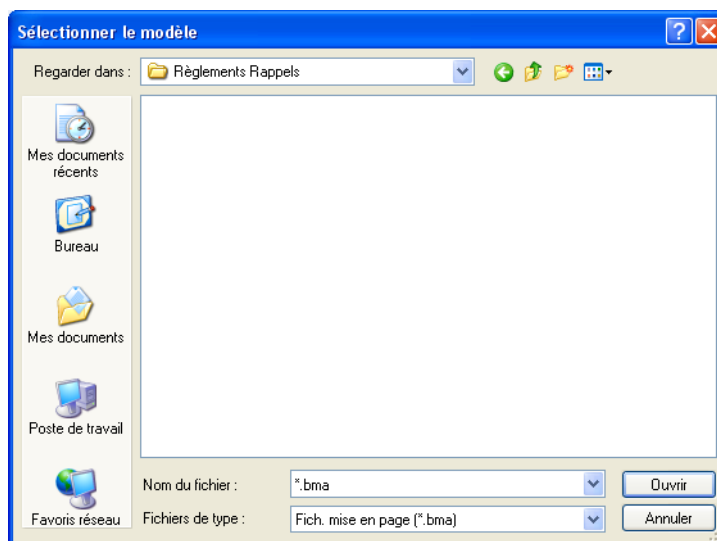 Sélectionner le modèle
Regarder dans :
Règlements Rappels
Mes documents
récents
Bureau
Mes documents
Poste de travail
Favoris réseau
Nom du fichier :
*.bma
Ouvrir
Fichiers de type :
Fich. mise en page (*.bma)
Annuler